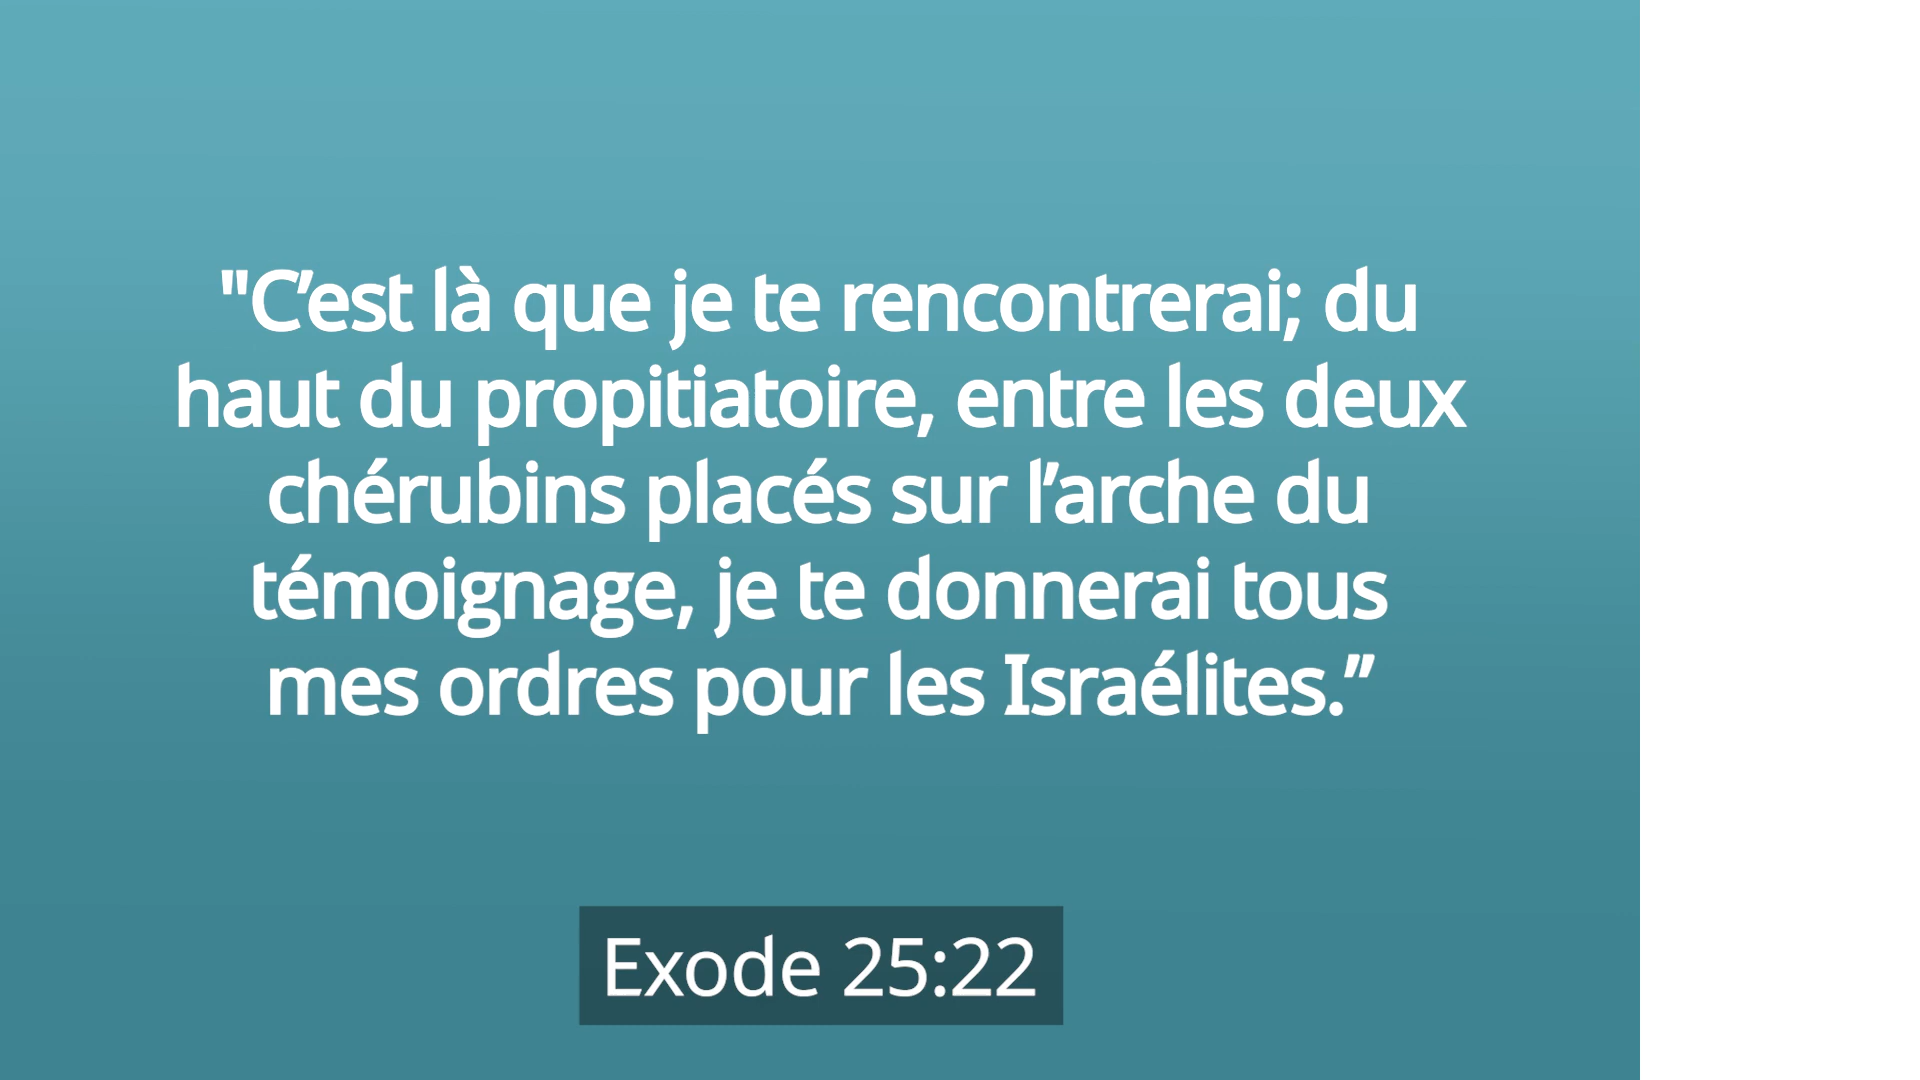 "C’est là que je te rencontrerai; du
haut du propitiatoire, entre les deux
chérubins placés sur l’arche du
témoignage, je te donnerai tous
mes ordres pour les Israélites.”
Exode 25:22